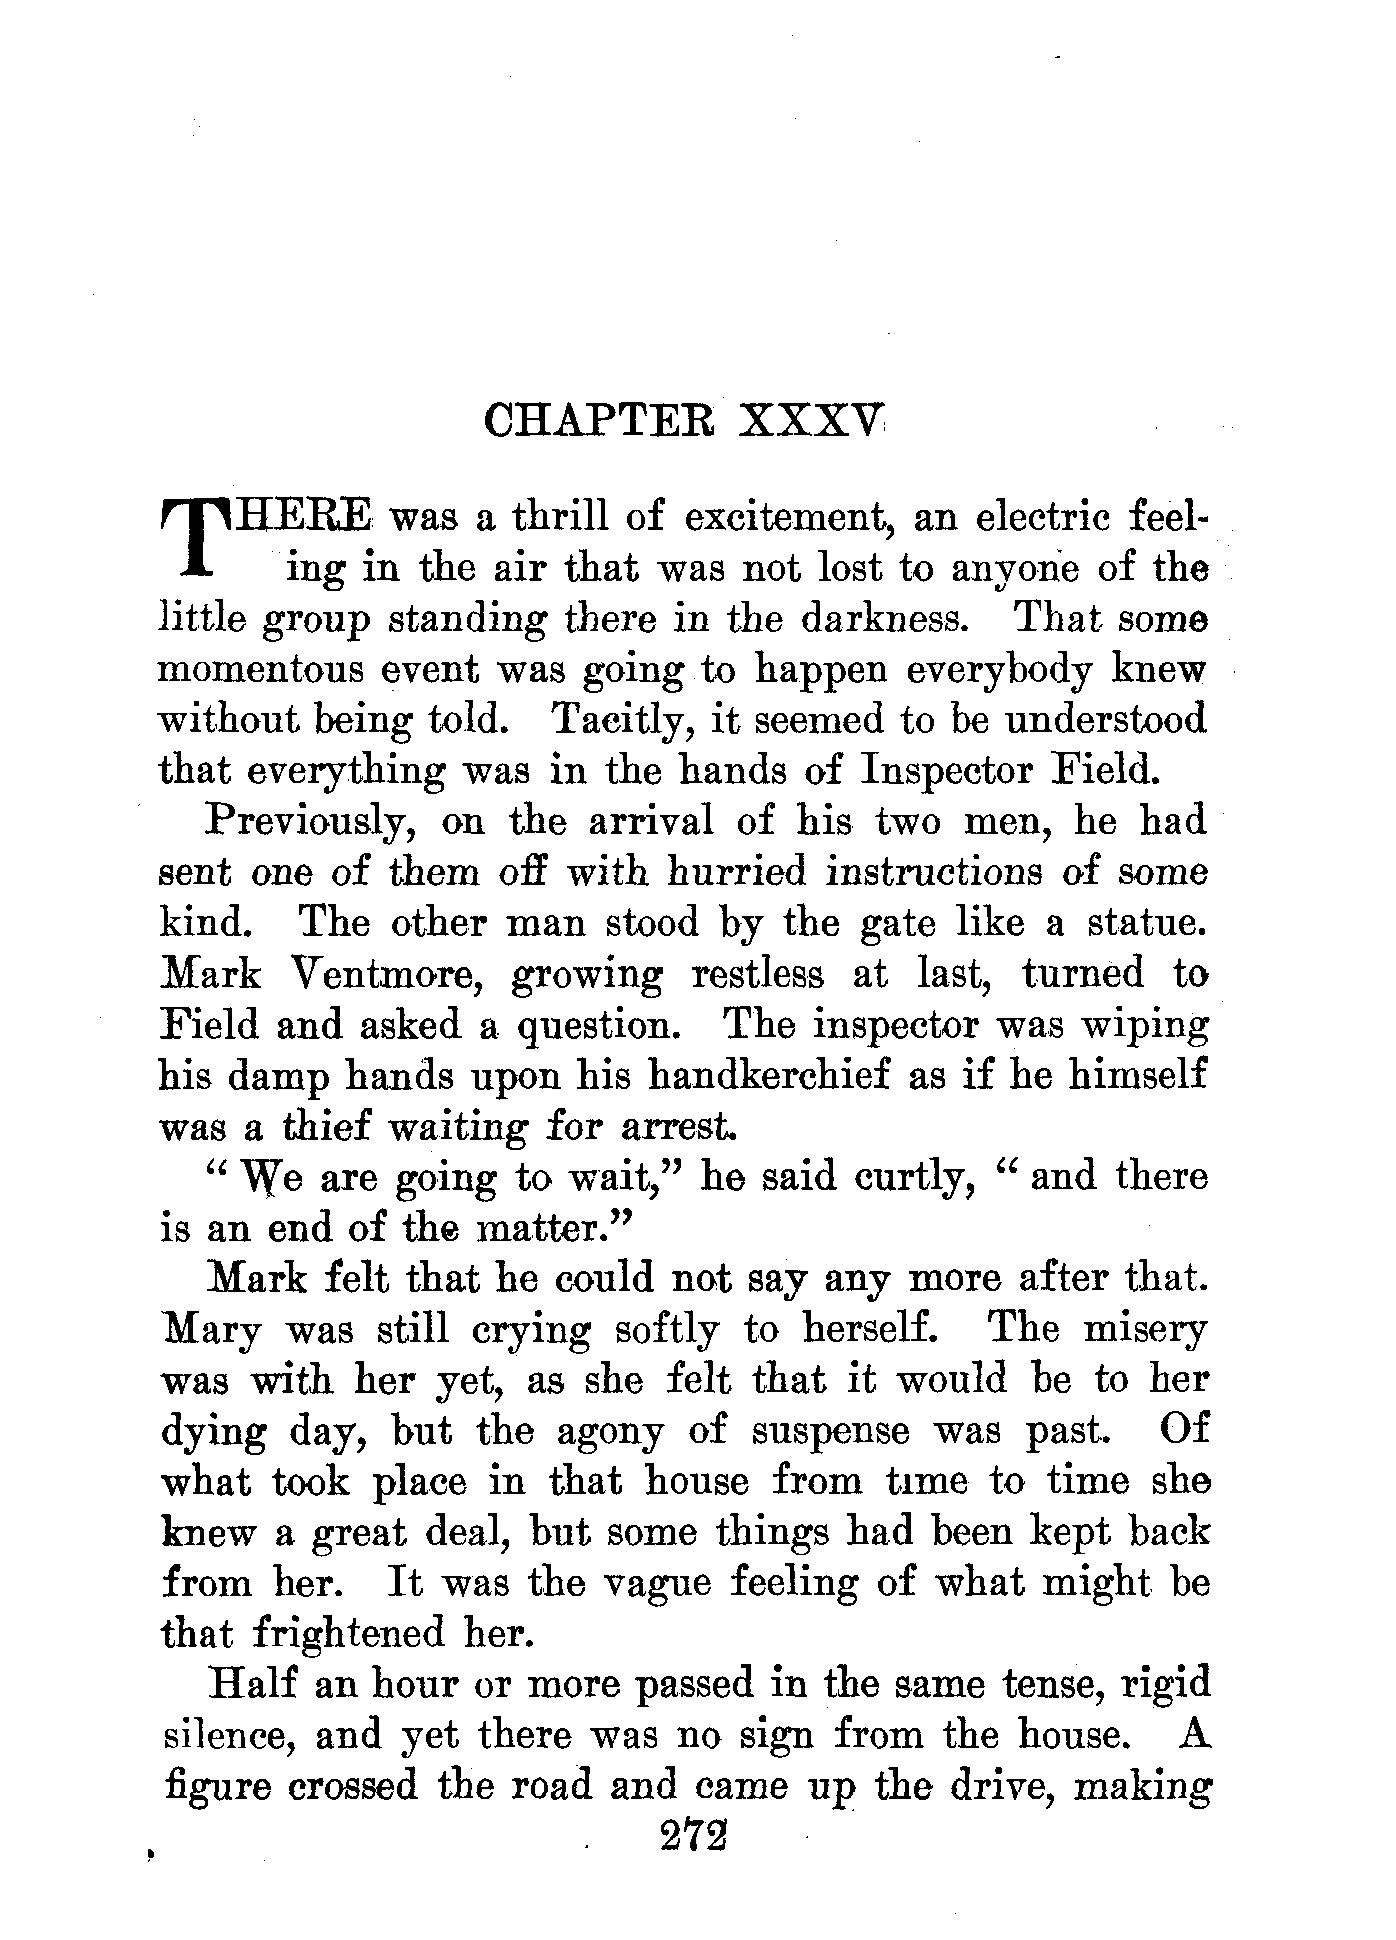 CHAPTER XXXV
THERE was a thrill of excitement, an electric feel-
ing in the air that was not lost to anyone of the
little group standing there in the darkness. That some
momentous event was going to happen everybody knew
without being told. Tacitly, it seemed to be understood
that everything was in the hands of Inspector Field.
Previously, on the arrival of his two men, he had
sent one of them off with hurried instructions of some
kind. The other man stood by the gate like a statue.
Mark Ventmore, growing restless at last, turned to
Field and asked a question. The inspector was wiping
his damp hands upon his handkerchief as if he himself
was a thief waiting for arrest.
“ We are going to wait,” he said curtly, “ and there
is an end of the matter.”
Mark felt that he could not say any more after that.
Mary was still crying softly to herself. The misery
was with her yet, as she felt that it would be to her
dying day, but the agony of suspense was past. Of
what took place in that house from time to time she
knew a great deal, but some things had been kept back
from her. It was the vague feeling of what might be
that frightened her.
Half an hour or more passed in the same tense, rigid
silence, and yet there was no sign from the house. A
figure crossed the road and came up the drive, making
272